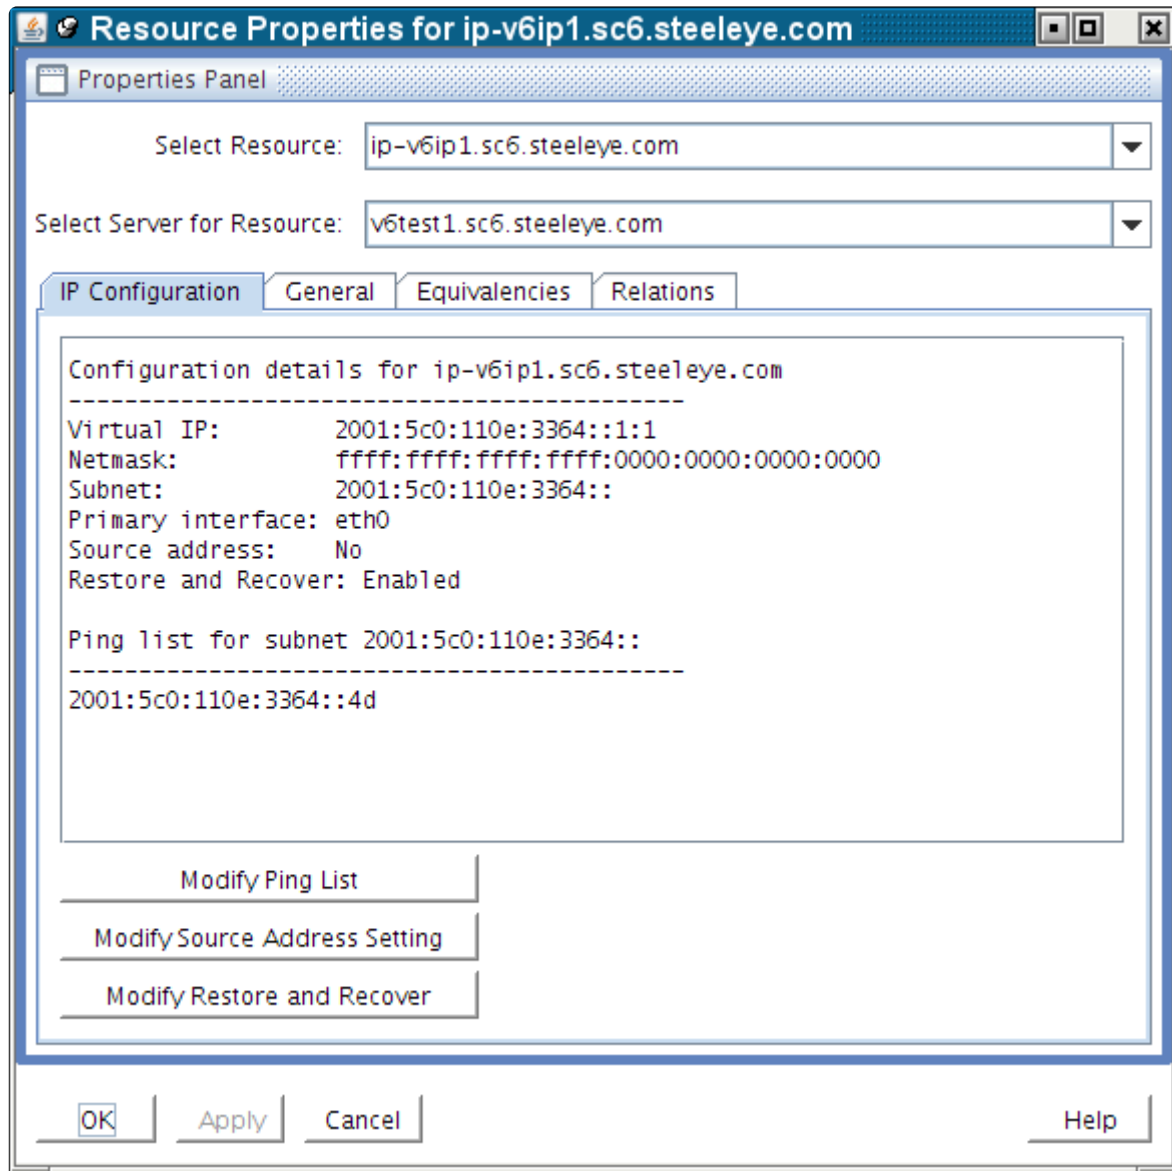 Resource Properties for ip-v6ip1.sc6.steeleye.com
Properties Panel
Select Resource: ip-v6ip1.sc6.steeleye.com
Select Server for Resource: v6test1.sc6.steeleye.com
IP Configuration General Equivalencies Relations
Configuration details for ip-v6ip1.sc6.steeleye.com
--------------------------------------------
Virtual IP: 2001:5c0:110e:3364::1:1
Netmask: ffff:ffff:ffff:ffff:0000:0000:0000:0000
Subnet: 2001:5c0:110e:3364::
Primary interface: eth0
Source address: No
Restore and Recover: Enabled
Ping list for subnet 2001:5c0:110e:3364::
--------------------------------------------
2001:5c0:110e:3364::4d
Modify Ping List
Modify Source Address Setting
Modify Restore and Recover
OK Apply Cancel Help